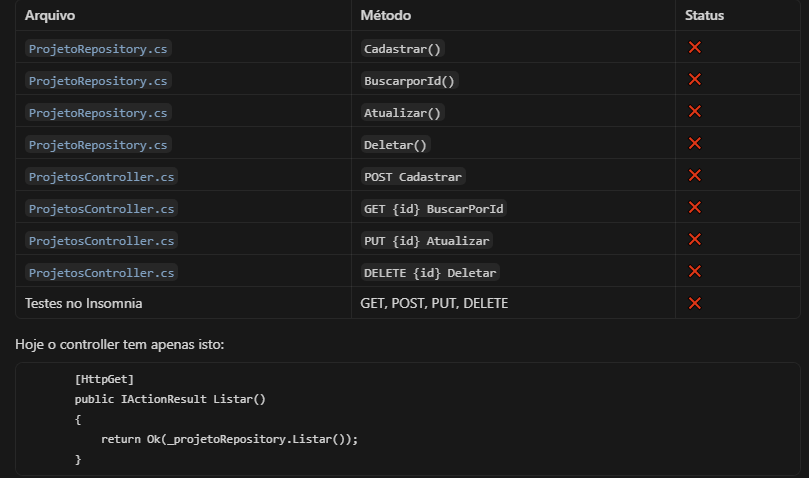 Arquivo Método Status
ProjetoRepository.cs Cadastrar() ❌
ProjetoRepository.cs BuscarporId() ❌
ProjetoRepository.cs Atualizar() ❌
ProjetoRepository.cs Deletar() ❌
ProjetosController.cs POST Cadastrar ❌
ProjetosController.cs GET {id} BuscarPorId ❌
ProjetosController.cs PUT {id} Atualizar ❌
ProjetosController.cs DELETE {id} Deletar ❌
Testes no Insomnia GET, POST, PUT, DELETE ❌
Hoje o controller tem apenas isto:
[HttpGet]
public IActionResult Listar()
{
return Ok(_projetoRepository.Listar());
}